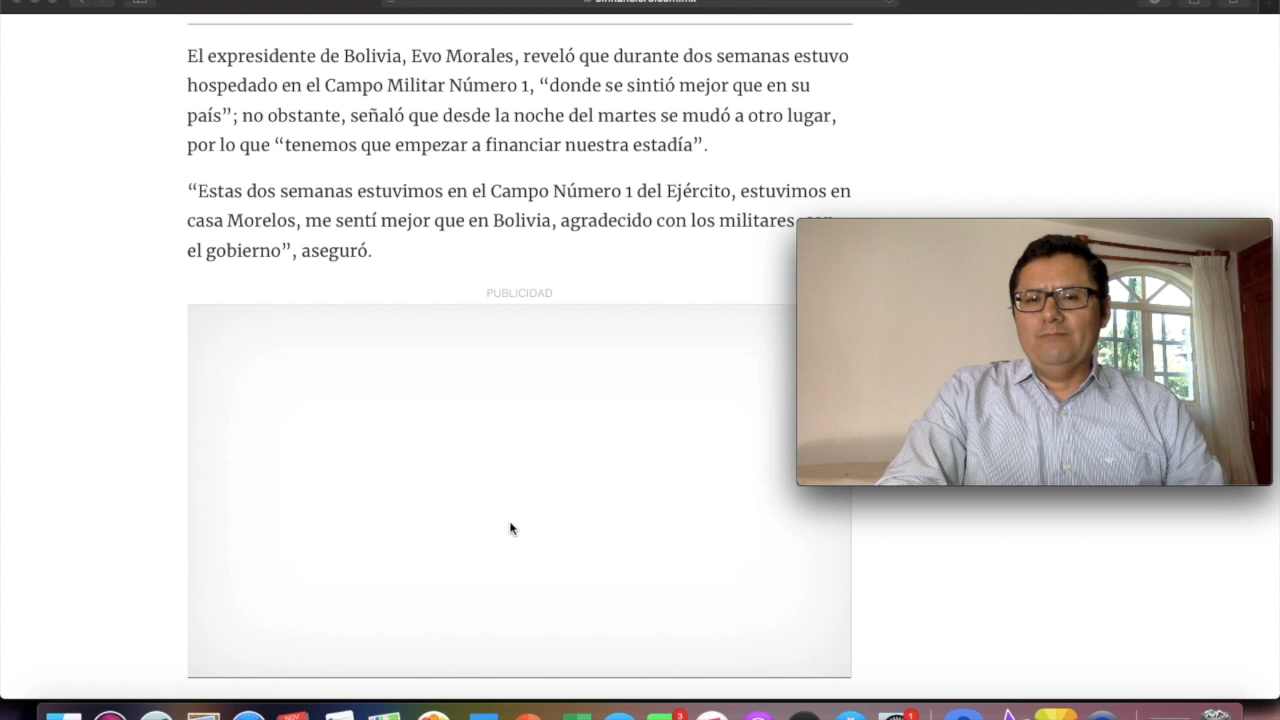 El expresidente de Bolivia, Evo Morales, reveló que durante dos semanas estuvo
hospedado en el Campo Militar Número 1, “donde se sintió mejor que en su
país”; no obstante, señaló que desde la noche del martes se mudó a otro lugar,
por lo que “tenemos que empezar a financiar nuestra estadía”.
“Estas dos semanas estuvimos en el Campo Número 1 del Ejército, estuvimos en
casa Morelos, me sentí mejor que en Bolivia, agradecido con los militares
el gobierno”, aseguró.
PUBLICIDAD
NOV
3
1